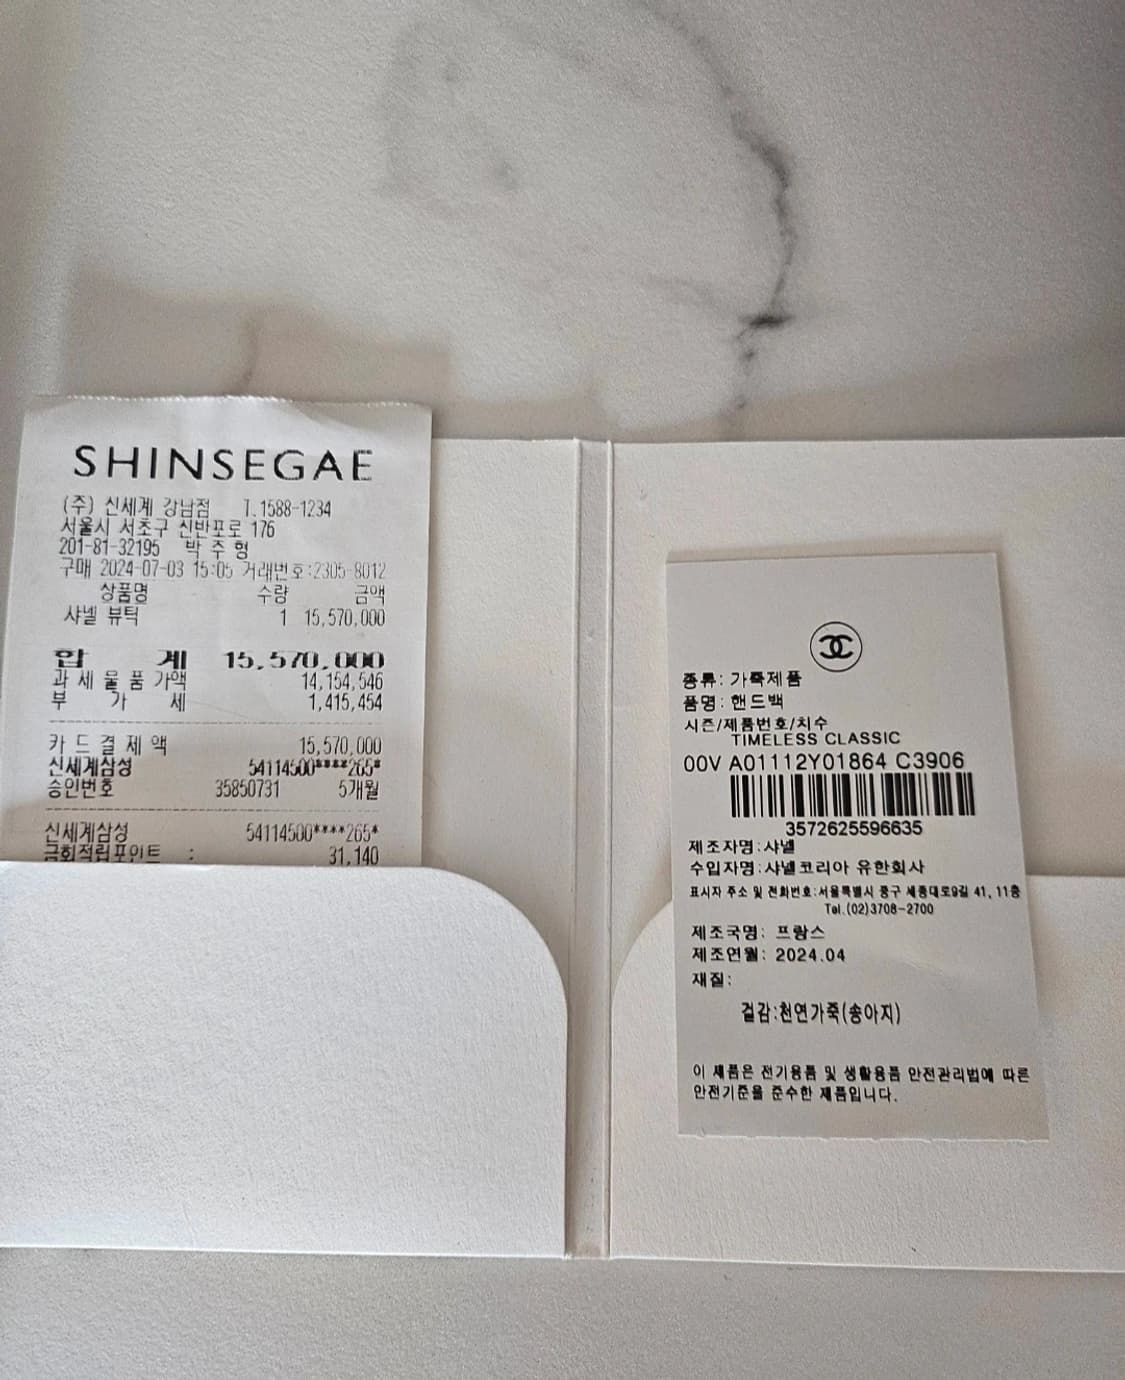 SHINSEGAE
(주) 신세계 강남점 T.1588-1234
서울시 서초구 신반포로 176
201-81-32195 박 주 형
구매 2024-07-03 15:05 거래번호:2305-8012
상품명 수량 금액
샤넬 뷰틱 1 15,570,000
합 계 15,570,000
과 세 물 품 가액 14,154,546
부 가 세 1,415,454
카 드 결 제 액 15,570,000
신세계삼성 54114500****265*
승인번호 35850731 5개월
신세계삼성 54114500****265*
금회적립포인트 : 31,140
종류: 가죽제품
품명: 핸드백
시즌/제품번호/치수
TIMELESS CLASSIC
00V A01112Y01864 C3906
3572625596635
제조자명:샤넬
수입자명:샤넬코리아 유한회사
표시자 주소 및 전화번호:서울특별시 중구 세종대로9길 41, 11층
Tel.(02)3708-2700
제조국명: 프랑스
제조연월: 2024.04
재질:
겉감:천연가죽(송아지)
이 제품은 전기용품 및 생활용품 안전관리법에 따른
안전기준을 준수한 제품입니다.